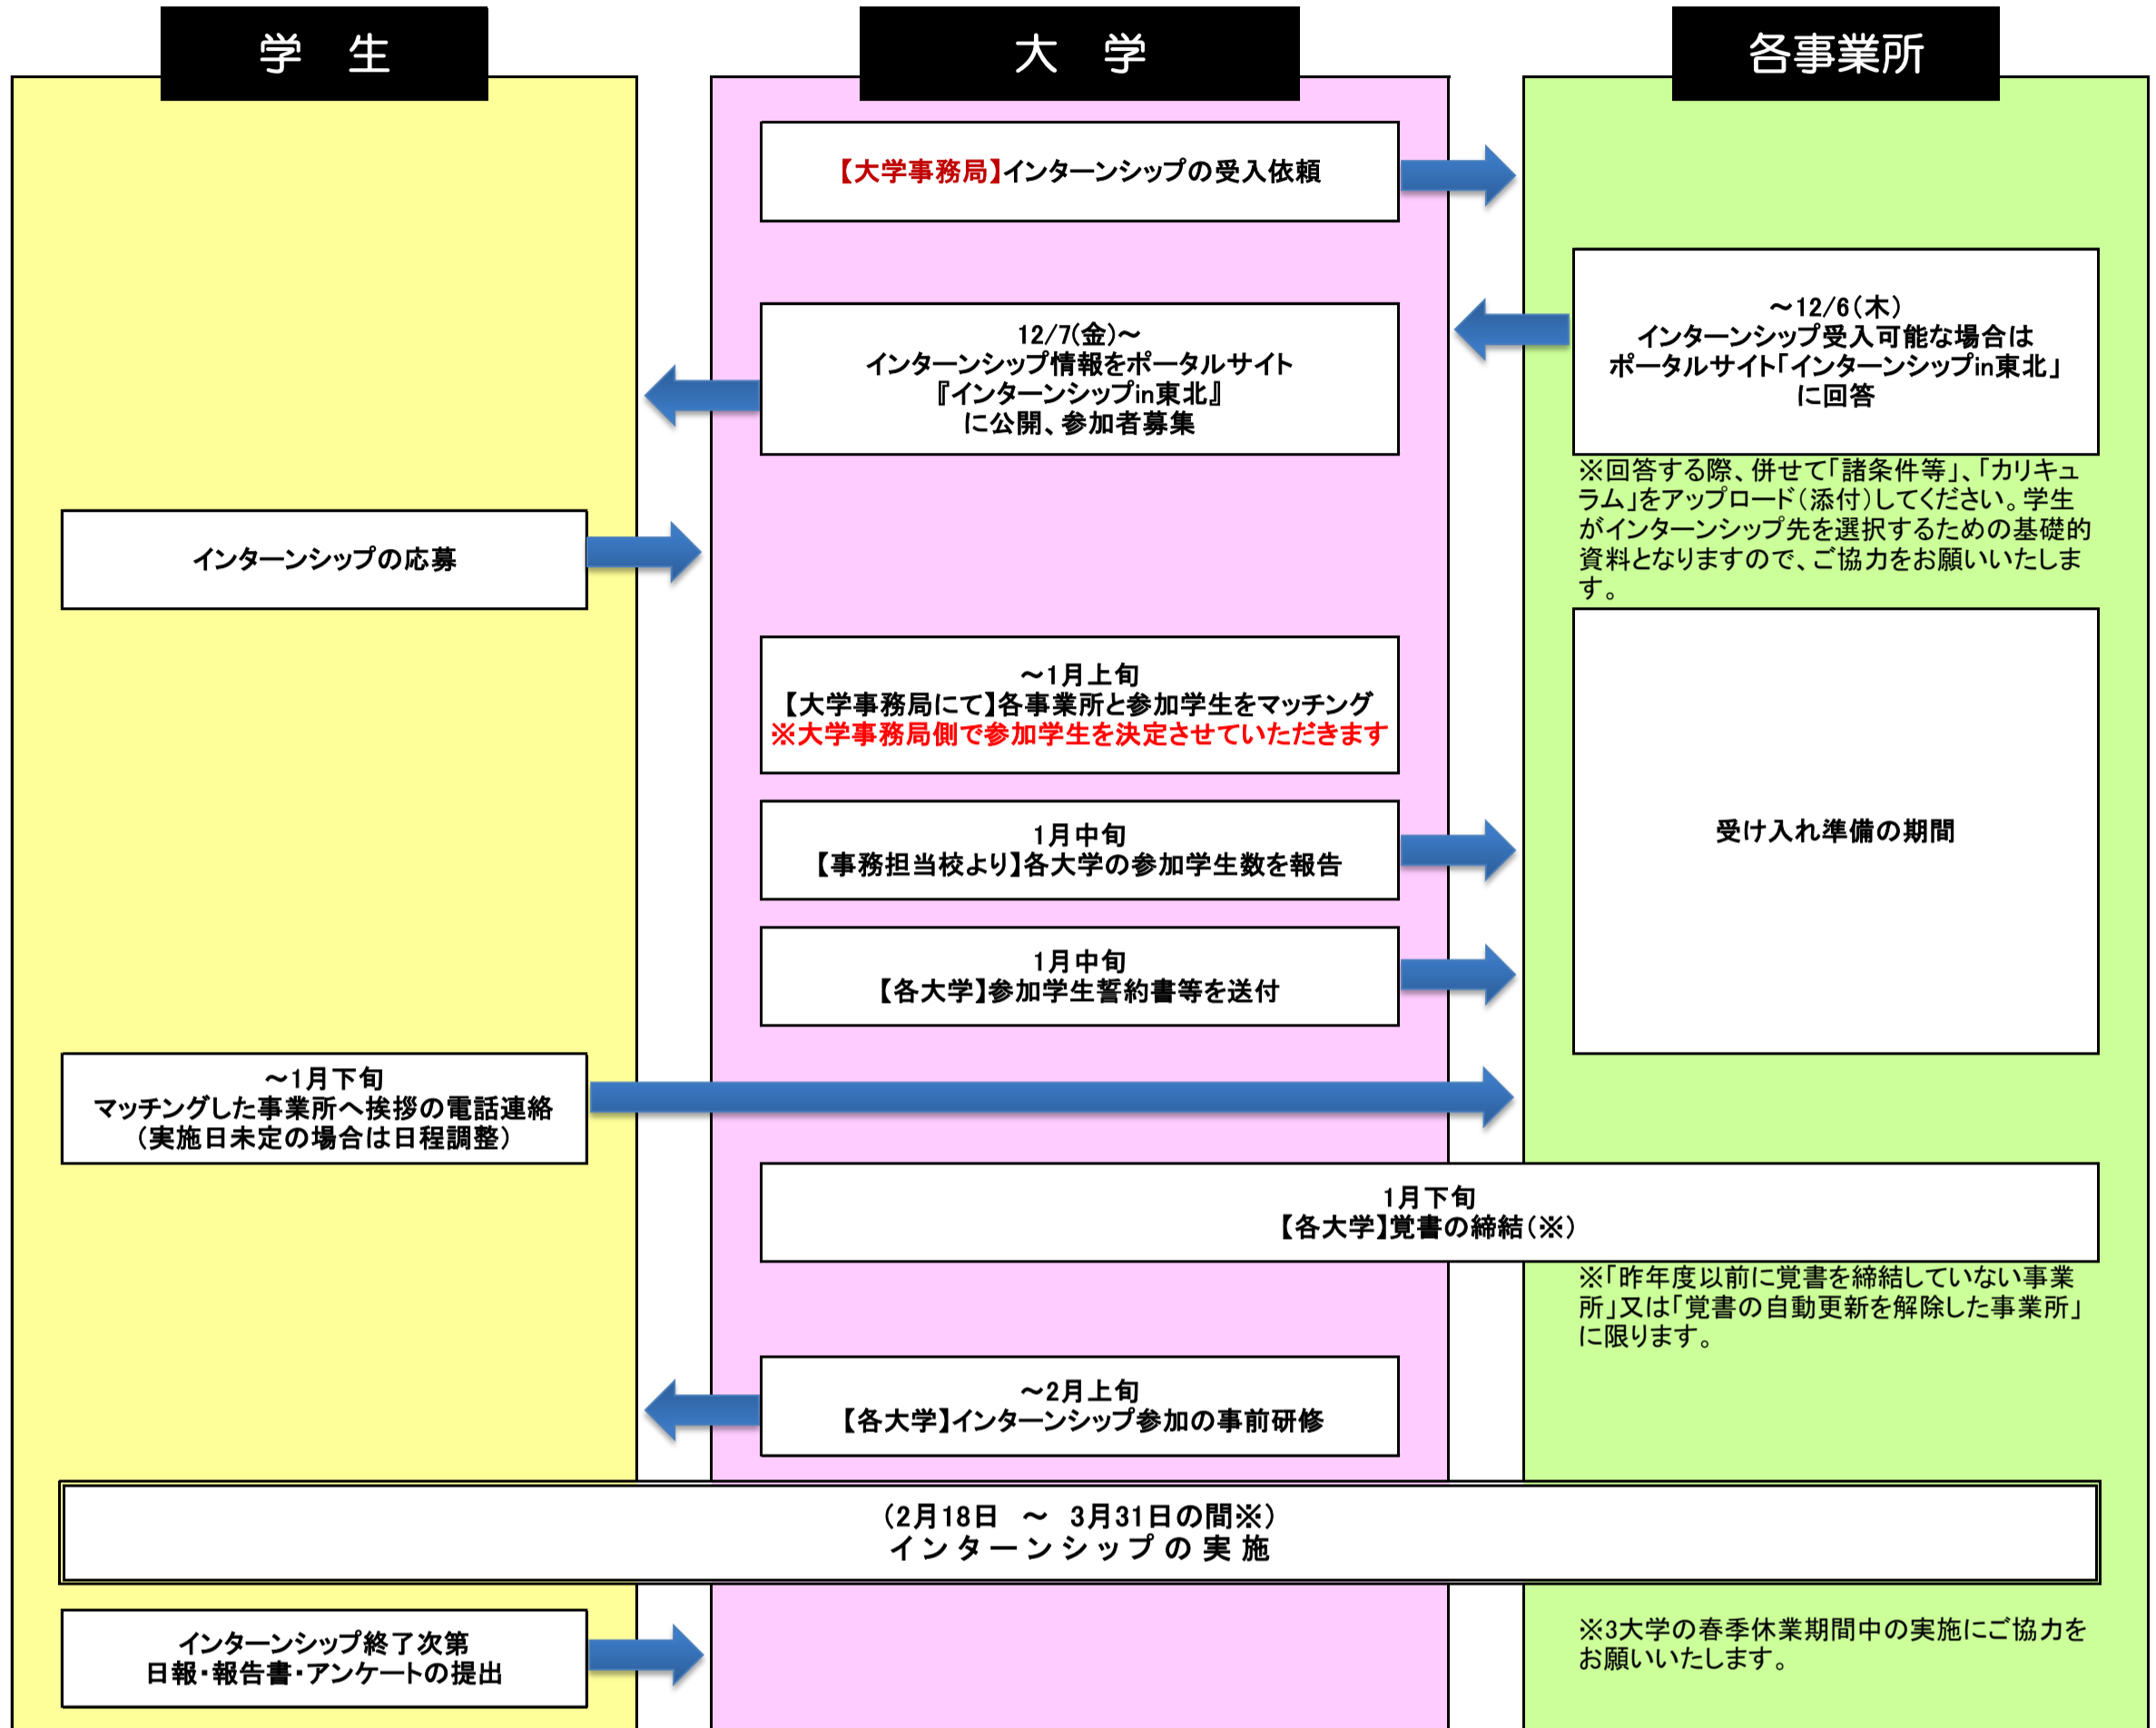 学　生
大　学
各事業所
【大学事務局】インターンシップの受入依頼
～12/6（木）
インターンシップ受入可能な場合は
ポータルサイト「インターンシップin東北」
に回答
12/7(金)～
インターンシップ情報をポータルサイト
『インターンシップin東北』
に公開、参加者募集
※回答する際、併せて「諸条件等」、「カリキュ
ラム」をアップロード（添付）してください。学生
がインターンシップ先を選択するための基礎的
資料となりますので、ご協力をお願いいたしま
す。
インターンシップの応募
～1月上旬
【大学事務局にて】各事業所と参加学生をマッチング
※大学事務局側で参加学生を決定させていただきます
1月中旬
【事務担当校より】各大学の参加学生数を報告
受け入れ準備の期間
1月中旬
【各大学】参加学生誓約書等を送付
～1月下旬
マッチングした事業所へ挨拶の電話連絡
（実施日未定の場合は日程調整）
1月下旬
【各大学】覚書の締結（※）
※「昨年度以前に覚書を締結していない事業
所」又は「覚書の自動更新を解除した事業所」
に限ります。
～2月上旬
【各大学】インターンシップ参加の事前研修
（2月18日　～　3月31日の間※）
インターンシップの実施
インターンシップ終了次第
日報・報告書・アンケートの提出
※3大学の春季休業期間中の実施にご協力を
お願いいたします。